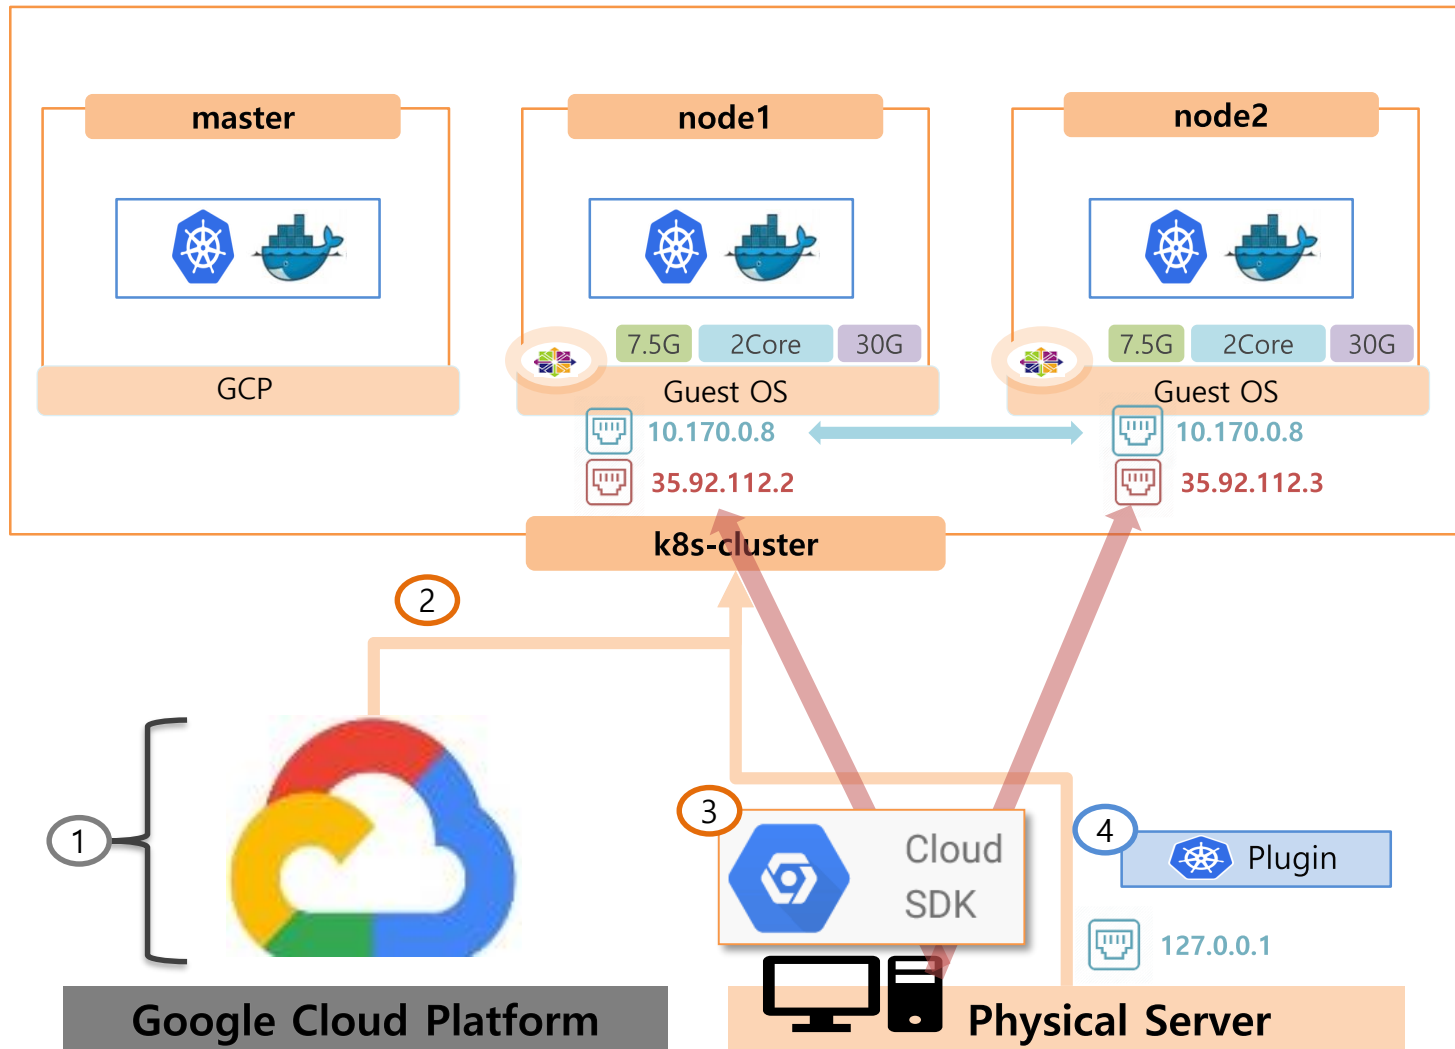 master
node1
node2
7.5G 2Core 30G
7.5G 2Core 30G
GCP
Guest OS
Guest OS
10.170.0.8
10.170.0.8
35.92.112.2
35.92.112.3
k8s-cluster
2
1
3
Cloud
SDK
4
Plugin
127.0.0.1
Google Cloud Platform
Physical Server